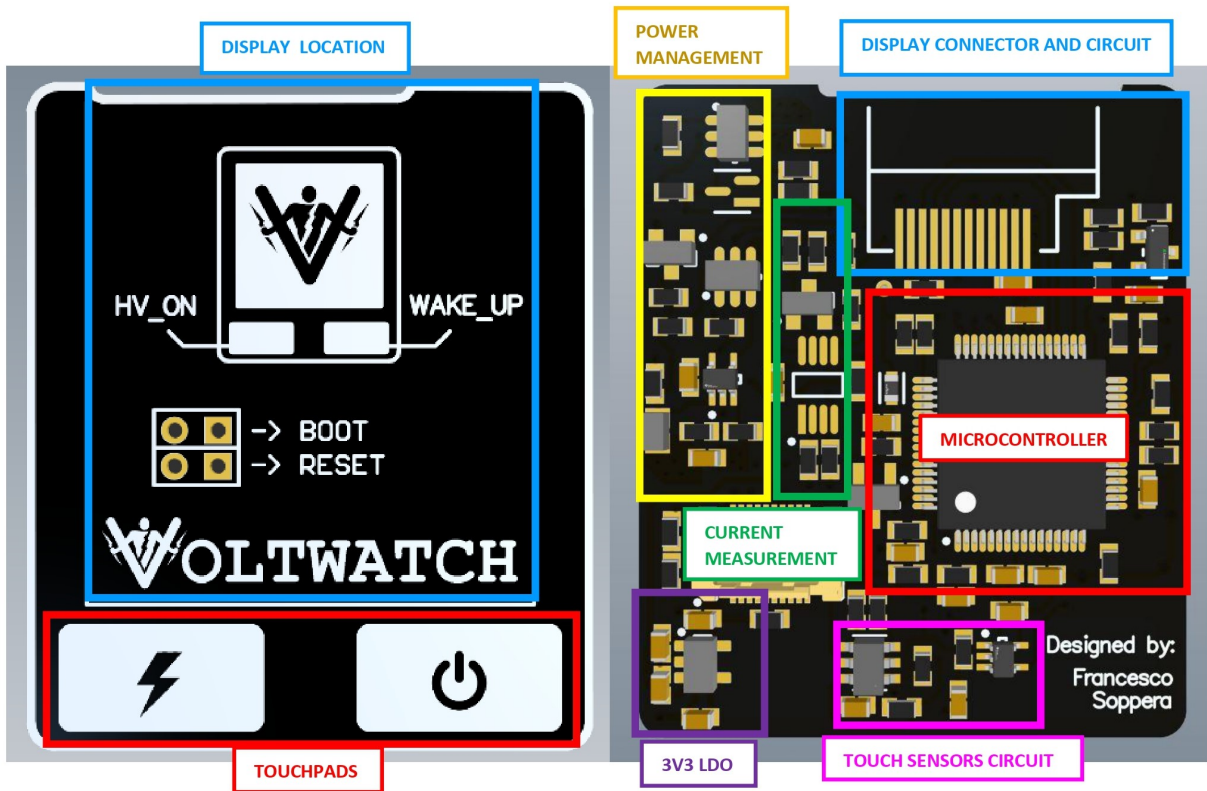 DISPLAY LOCATION
POWER
MANAGEMENT
DISPLAY CONNECTOR AND CIRCUIT
HV_ON
WAKE_UP
-> BOOT
-> RESET
VOLTWATCH
MICROCONTROLLER
CURRENT
MEASUREMENT
Designed by:
Francesco
Soppera
TOUCHPADS
3V3 LDO
TOUCH SENSORS CIRCUIT